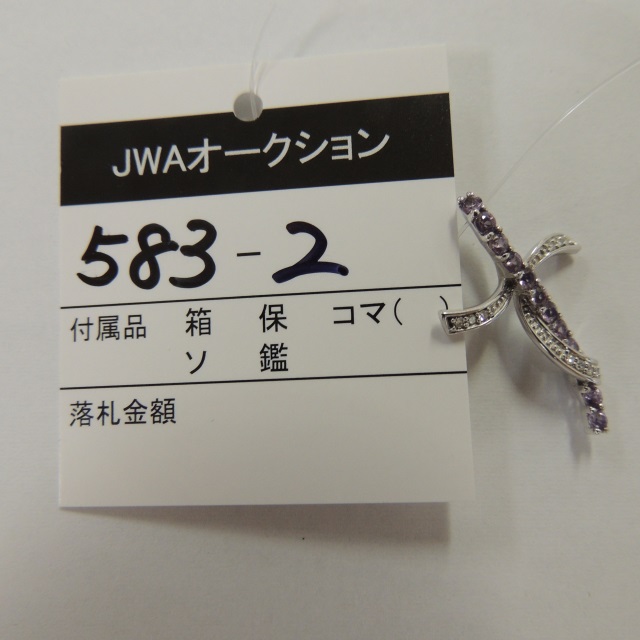 JWAオークション
583-2
付属品 箱 保 コマ( )
ソ 鑑
落札金額